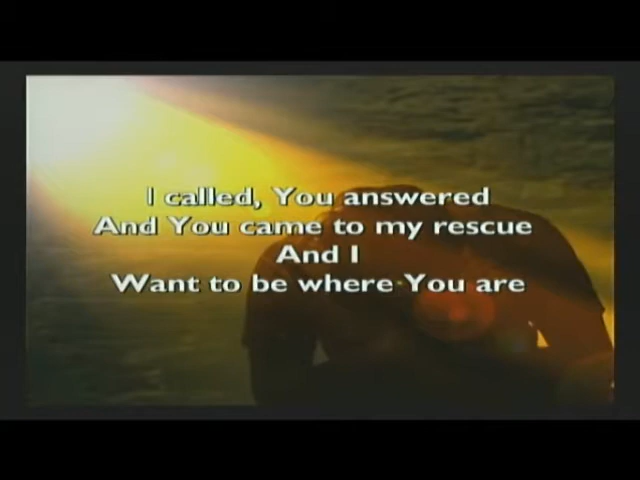 I called, You answered
And You came to my rescue
And I
Want to be where You are